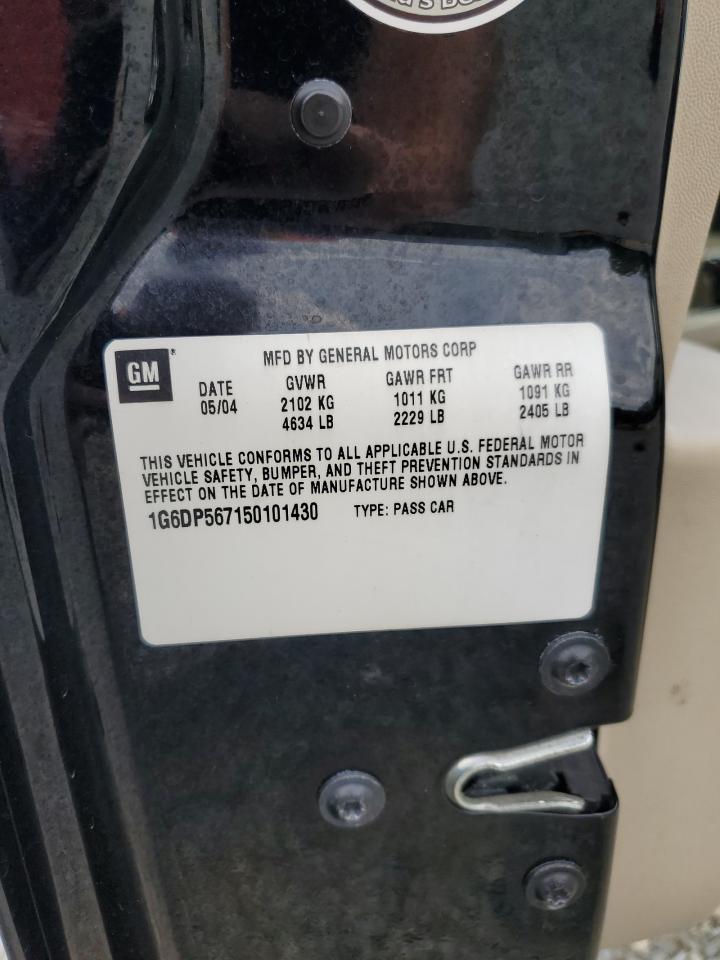 GM
MFD BY GENERAL MOTORS CORP
DATE GVWR GAWR FRT GAWR RR
05/04 2102 KG 1011 KG 1091 KG
4634 LB 2229 LB 2405 LB
THIS VEHICLE CONFORMS TO ALL APPLICABLE U.S. FEDERAL MOTOR
VEHICLE SAFETY, BUMPER, AND THEFT PREVENTION STANDARDS IN
EFFECT ON THE DATE OF MANUFACTURE SHOWN ABOVE.
1G6DP567150101430 TYPE: PASS CAR